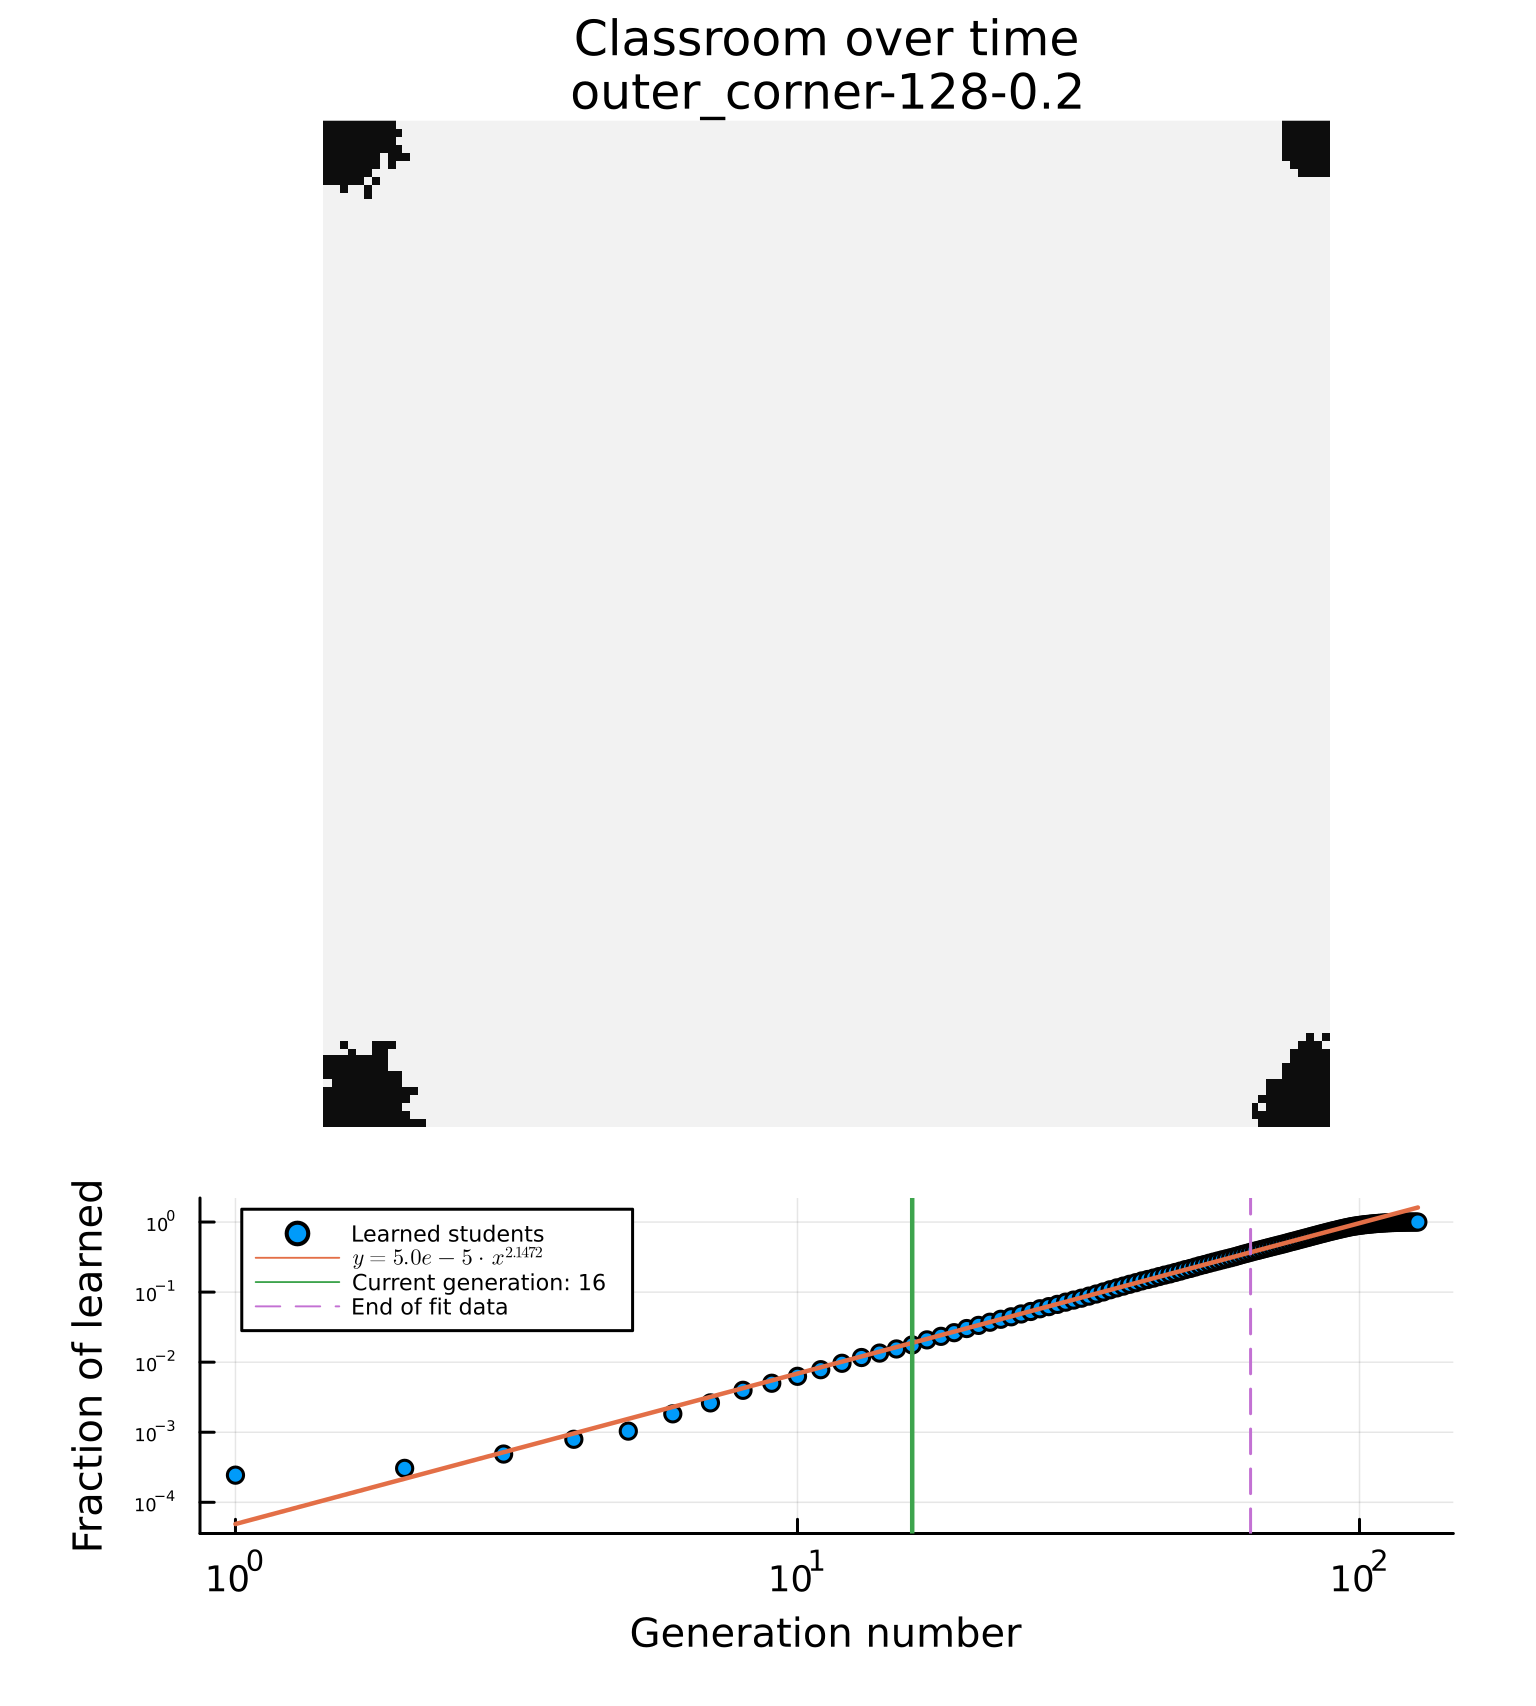 Classroom over time
outer_corner-128-0.2
Fraction of learned
10⁰
10⁻¹
10⁻²
10⁻³
10⁻⁴
Learned students
y = 5.0e − 5 · x^2.1472
Current generation: 16
End of fit data
10⁰ 10¹ 10²
Generation number